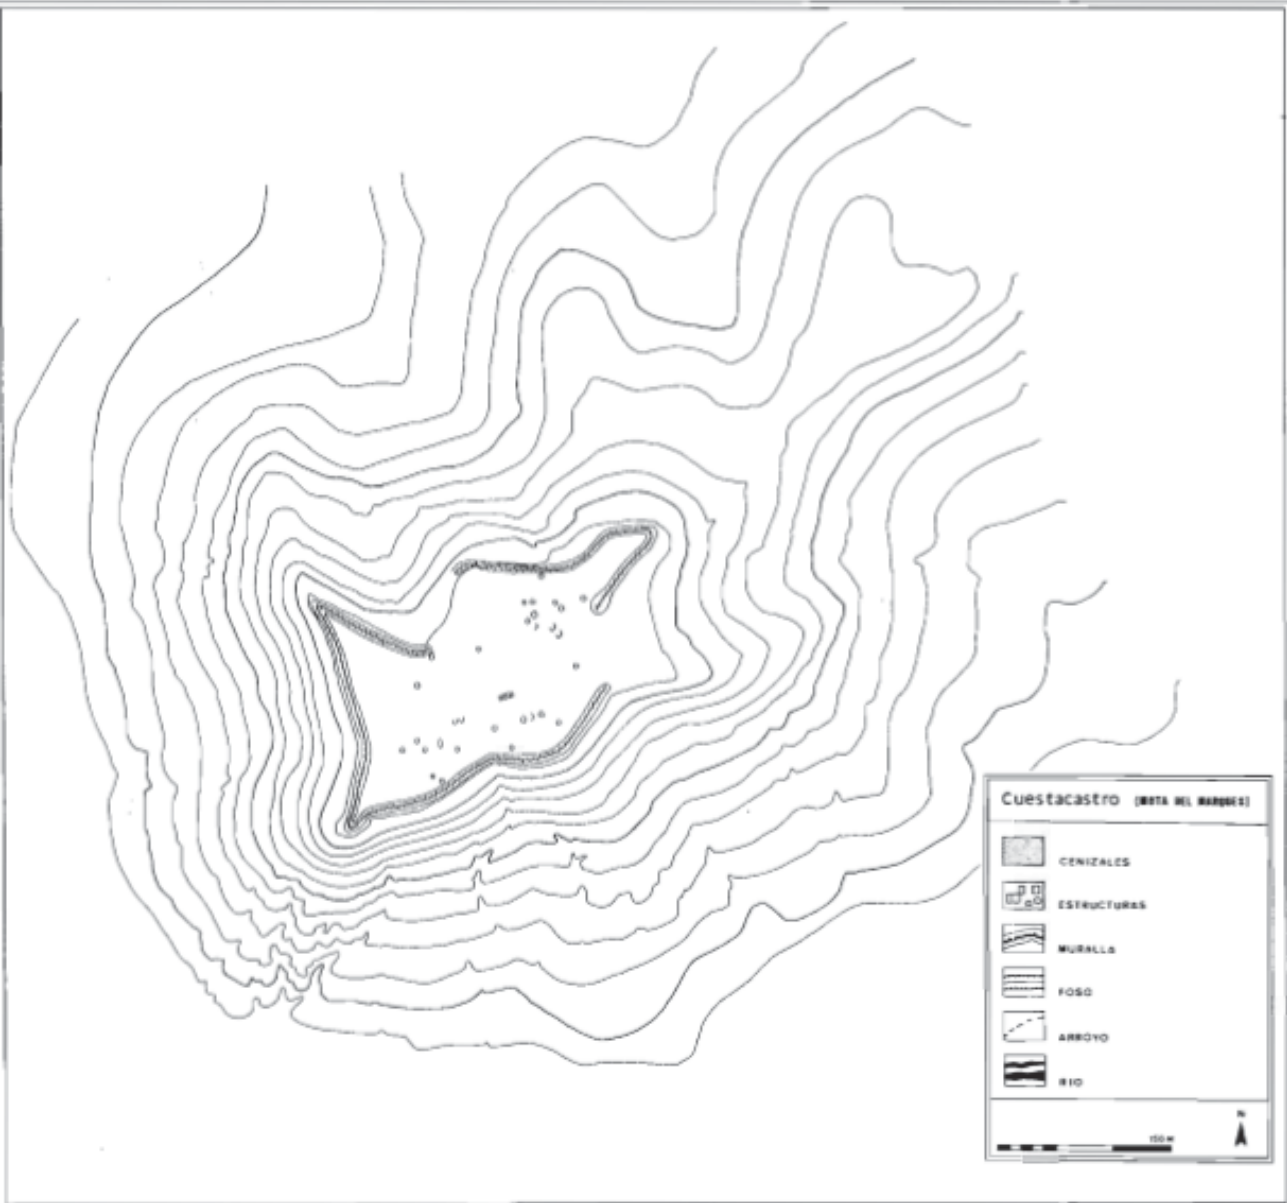 Cuestacastro (MOTA DEL MARQUES)
CENIZALES
ESTRUCTURAS
MURALLA
FOSO
ARROYO
RIO
N
150 M